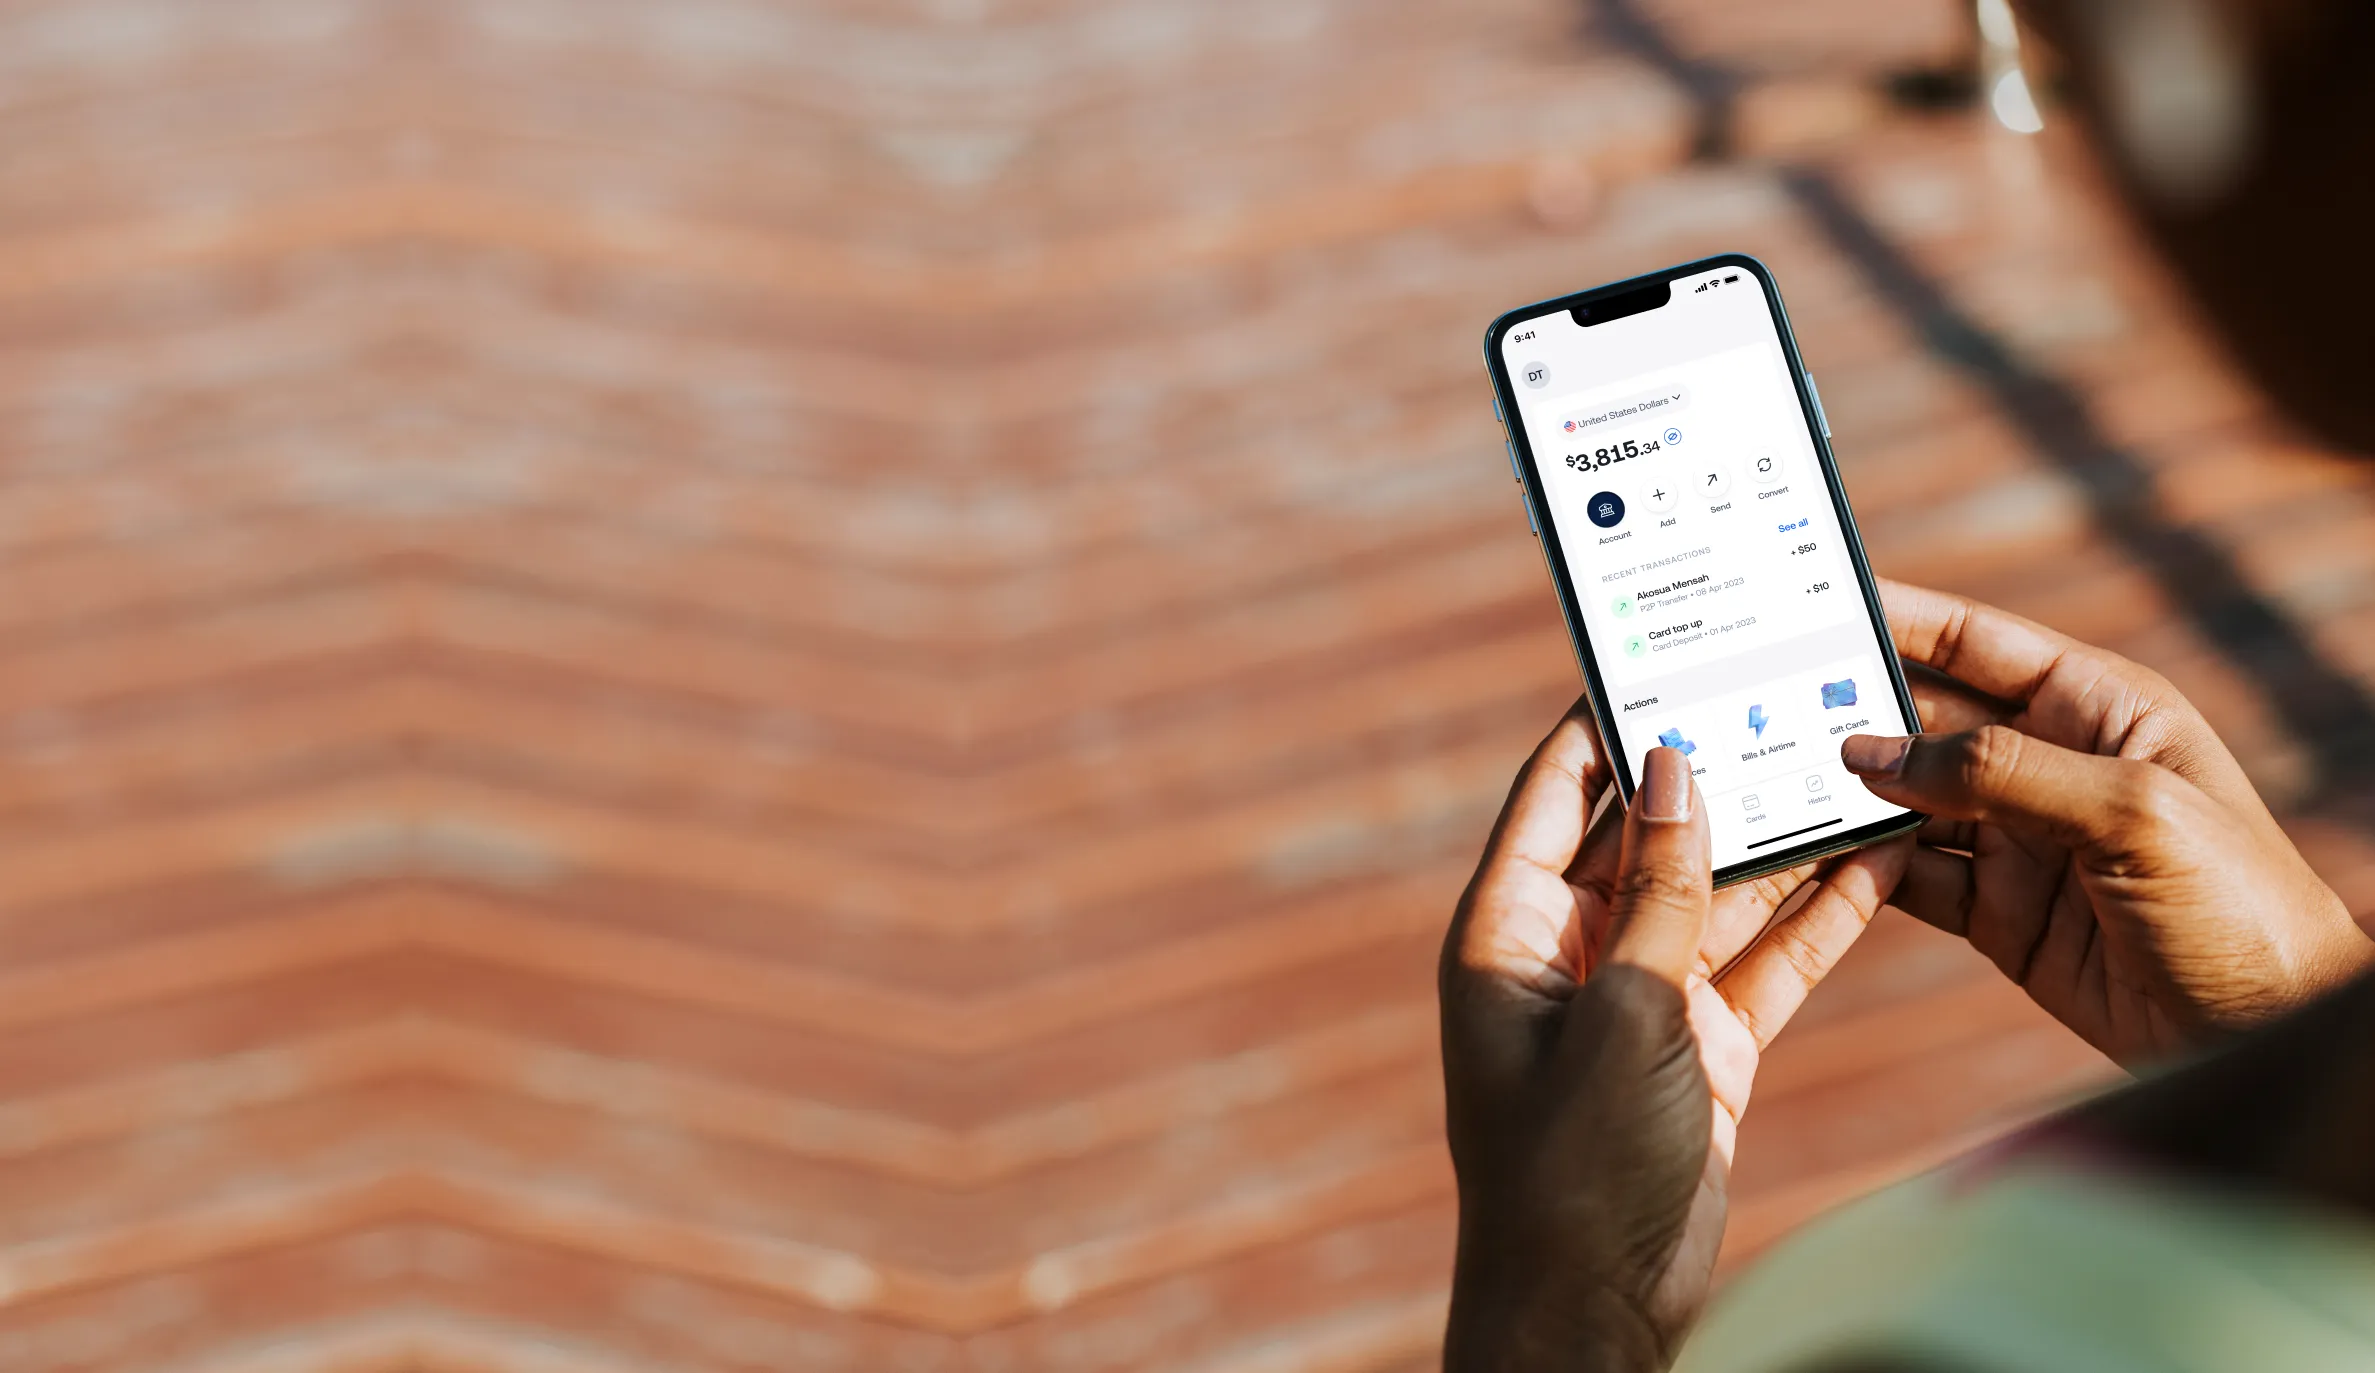 9:41
DT
United States Dollars
$3,815.34
Account
Add
Send
Convert
RECENT TRANSACTIONS
See all
Akosua Mensah
+ $50
P2P Transfer • 08 Apr 2023
Card top up
+ $10
Card Deposit • 01 Apr 2023
Actions
Bills & Airtime
Gift Cards
Cards
History